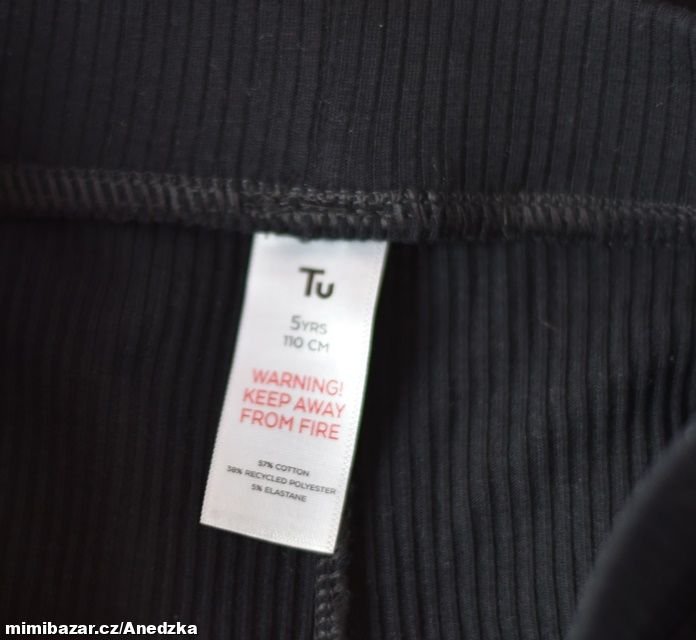 Tu
5YRS
110 CM
WARNING!
KEEP AWAY
FROM FIRE
57% COTTON
38% RECYCLED POLYESTER
5% ELASTANE
mimibazar.cz/Anedzka